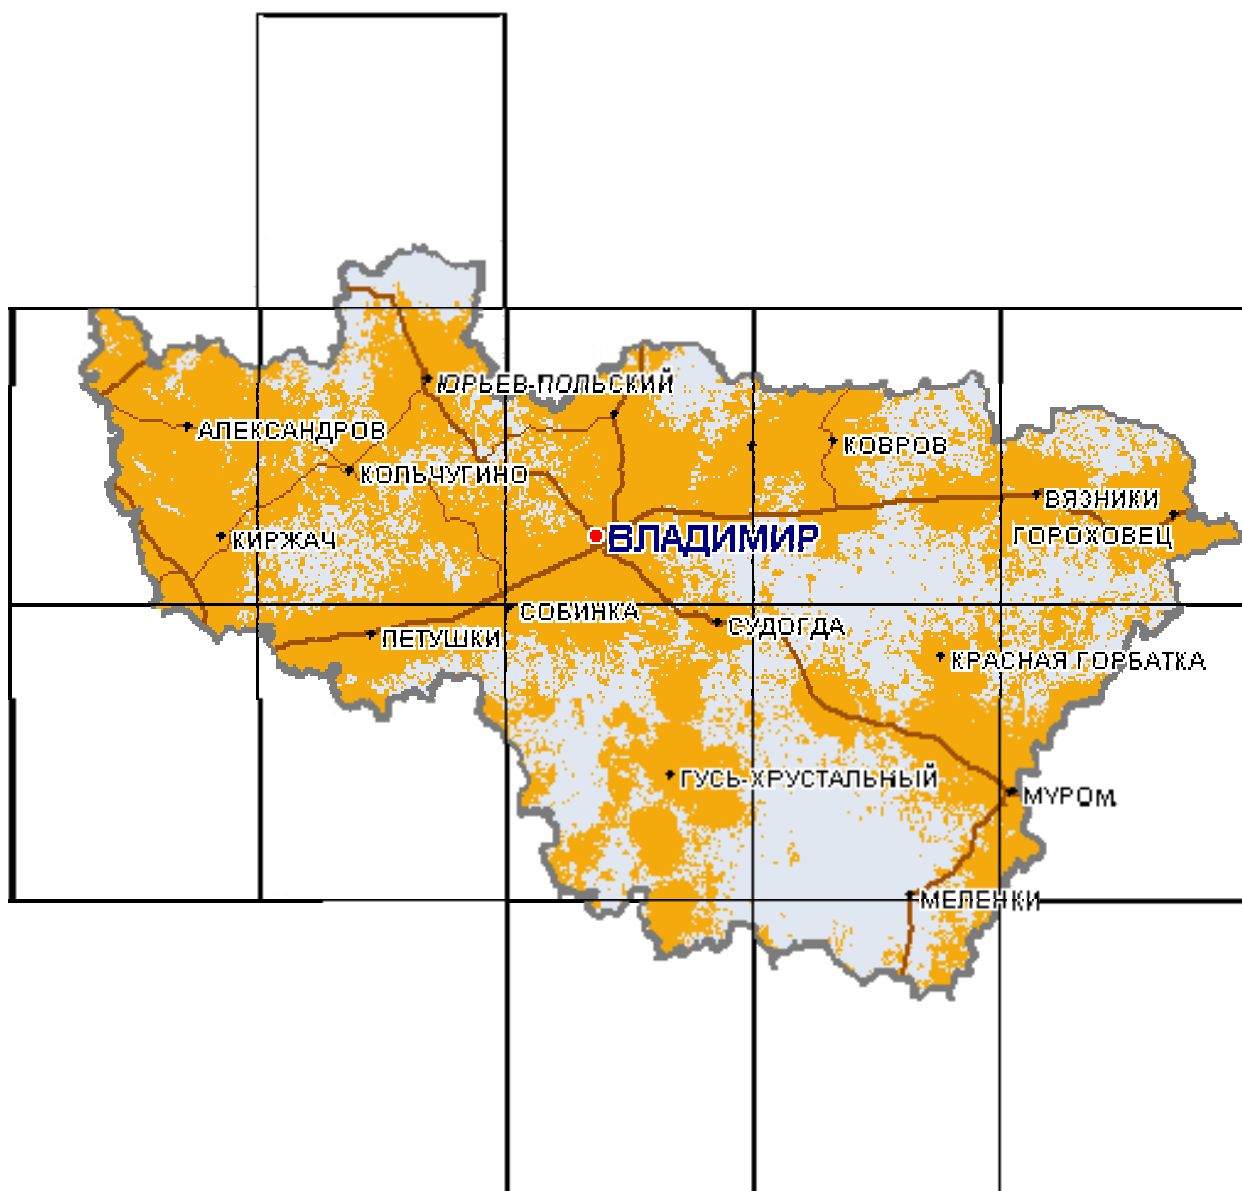 ЮРЬЕВ-ПОЛЬСКИЙ
АЛЕКСАНДРОВ
КОВРОВ
КОЛЬЧУГИНО
ВЯЗНИКИ
КИРЖАЧ
ВЛАДИМИР
ГОРОХОВЕЦ
СОБИНКА
ПЕТУШКИ
СУДОГДА
КРАСНАЯ ГОРБАТКА
ГУСЬ-ХРУСТАЛЬНЫЙ
МУРОМ
МЕЛЕНКИ